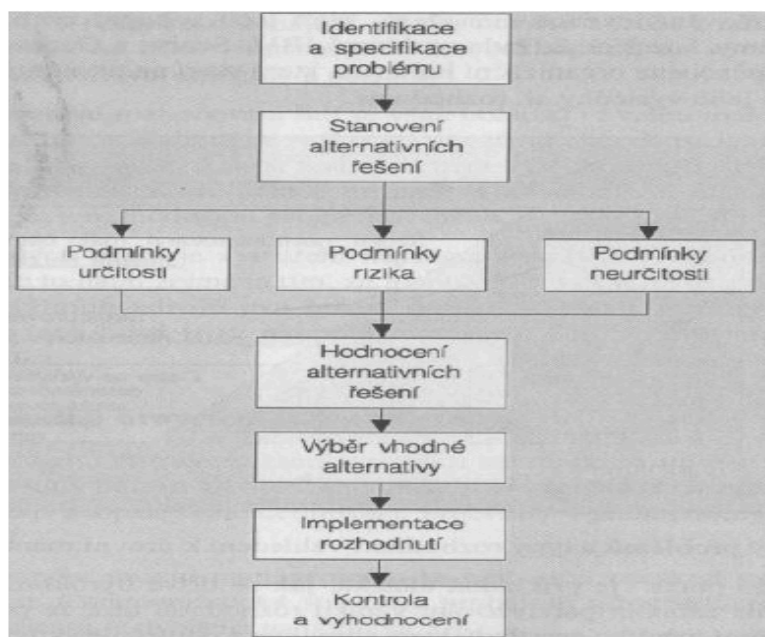 Identifikace
a specifikace
problému
Stanovení
alternativních
řešení
Podmínky
určitosti
Podmínky
rizika
Podmínky
neurčitosti
Hodnocení
alternativních
řešení
Výběr vhodné
alternativy
Implementace
rozhodnutí
Kontrola
a vyhodnocení